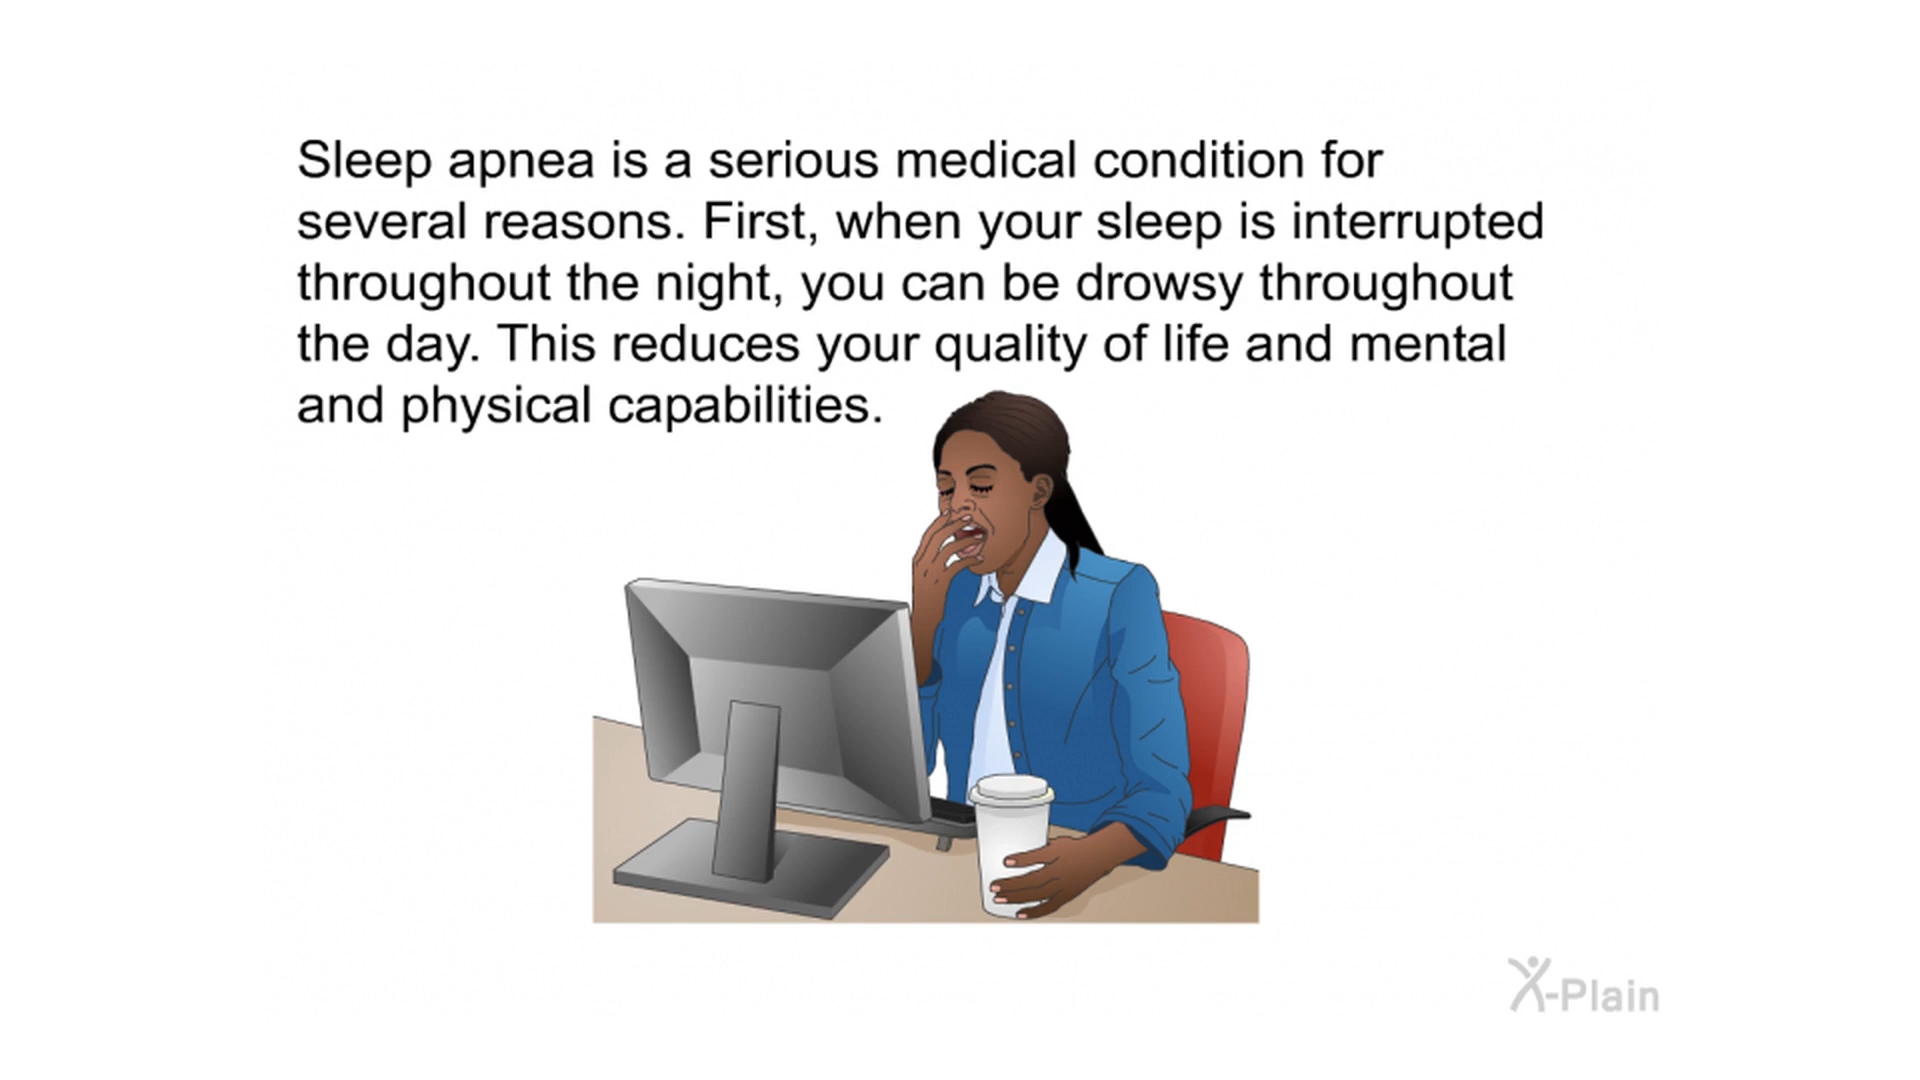 Sleep apnea is a serious medical condition for
several reasons. First, when your sleep is interrupted
throughout the night, you can be drowsy throughout
the day. This reduces your quality of life and mental
and physical capabilities.
X-Plain